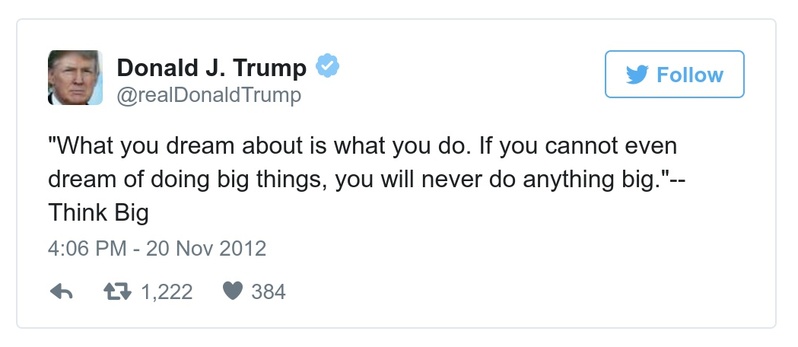 Donald J. Trump
@realDonaldTrump
Follow
"What you dream about is what you do. If you cannot even
dream of doing big things, you will never do anything big."--
Think Big
4:06 PM - 20 Nov 2012
1,222 384